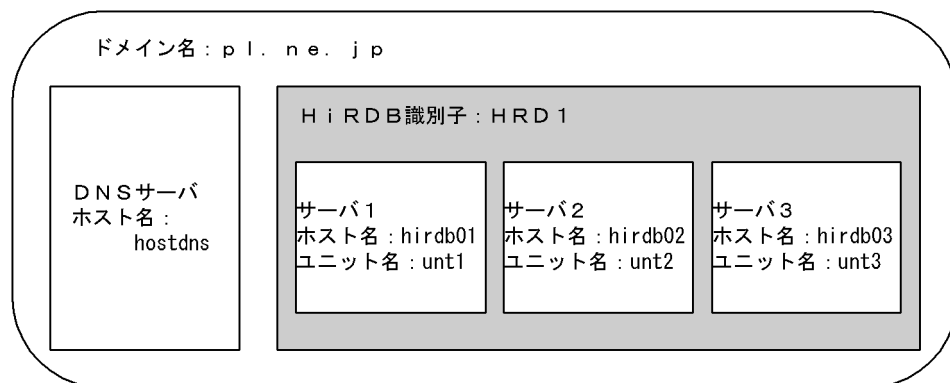 ドメイン名：ｐｌ．ｎｅ．ｊｐ
ＨｉＲＤＢ識別子：ＨＲＤ１
ＤＮＳサーバ
ホスト名：
hostdns
サーバ１
ホスト名：hirdb01
ユニット名：unt1
サーバ２
ホスト名：hirdb02
ユニット名：unt2
サーバ３
ホスト名：hirdb03
ユニット名：unt3